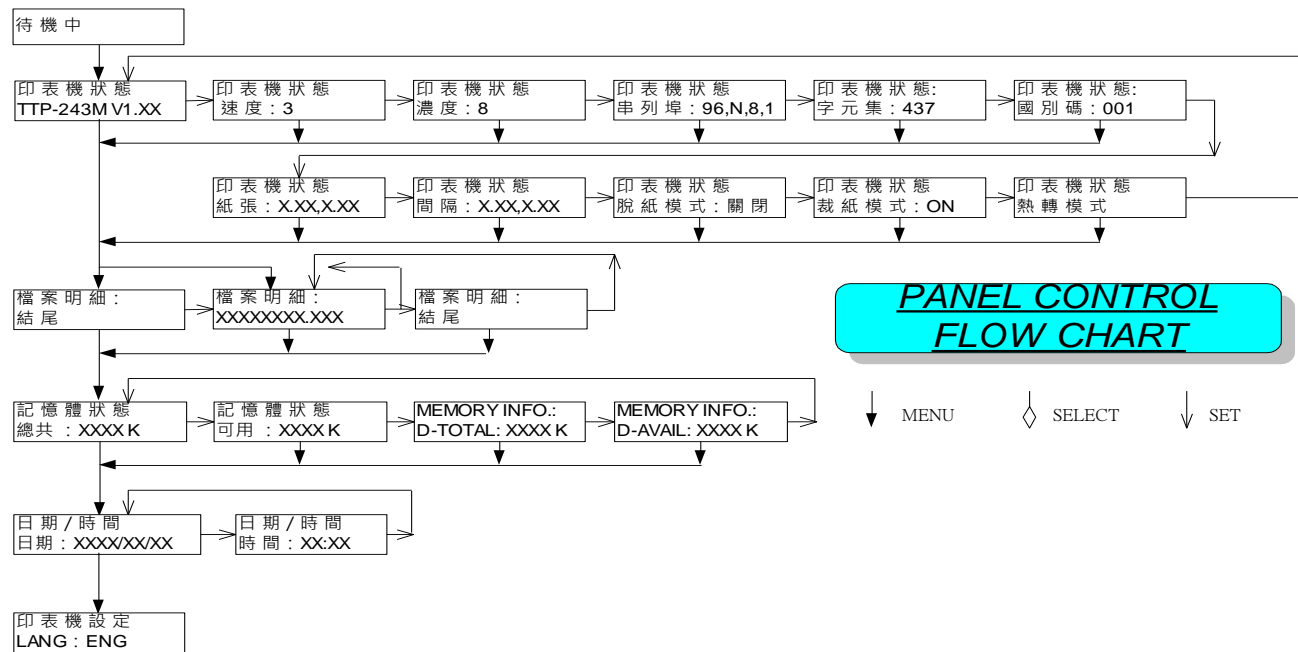 待機中
印表機狀態
TTP-243M V1.XX
印表機狀態
速度：3
印表機狀態
濃度：8
印表機狀態
串列埠：96,N,8,1
印表機狀態:
字元集：437
印表機狀態:
國別碼：001
印表機狀態
紙張：X.XX,X.XX
印表機狀態
間隔：X.XX,X.XX
印表機狀態
脫紙模式：關閉
印表機狀態
裁紙模式：ON
印表機狀態
熱轉模式
檔案明細：
結尾
檔案明細：
XXXXXXXX.XXX
檔案明細：
結尾
PANEL CONTROL
FLOW CHART
記憶體狀態
總共：XXXX K
記憶體狀態
可用：XXXX K
MEMORY INFO.:
D-TOTAL: XXXX K
MEMORY INFO.:
D-AVAIL: XXXX K
MENU
SELECT
SET
日期/時間
日期：XXXX/XX/XX
日期/時間
時間：XX:XX
印表機設定
LANG：ENG